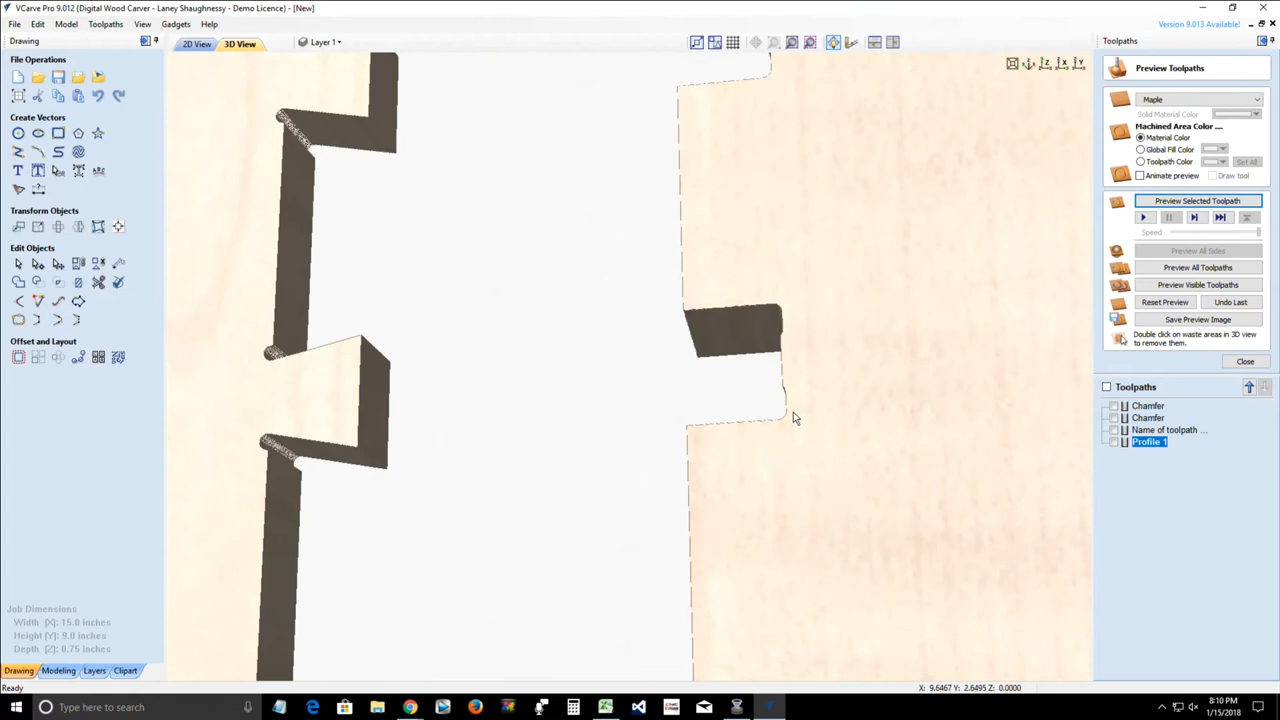 VCarve Pro 9.012 {Digital Wood Carver - Laney Shaughnessy - Demo Licence} - [New]
File Edit Model Toolpaths View Gadgets Help
Version 9.013 Available!
Drawing
2D View 3D View Layer 1
Toolpaths
File Operations
Create Vectors
Transform Objects
Edit Objects
Offset and Layout
Job Dimensions
Width (X): 15.0 inches
Height (Y): 9.0 inches
Depth (Z): 0.75 inches
Drawing Modeling Layers Clipart
Ready
X: 9.6467 Y: 2.6495 Z: 0.0000
Preview Toolpaths
Maple
Solid Material Color
Machined Area Color ....
Material Color
Global Fill Color
Toolpath Color Set All
Animate preview Draw tool
Preview Selected Toolpath
Speed
Preview All Sides
Preview All Toolpaths
Preview Visible Toolpaths
Reset Preview Undo Last
Save Preview Image
Double click on waste areas in 3D view
to remove them.
Close
Toolpaths
Chamfer
Chamfer
Name of toolpath ...
Profile 1
Type here to search
8:10 PM
1/15/2018